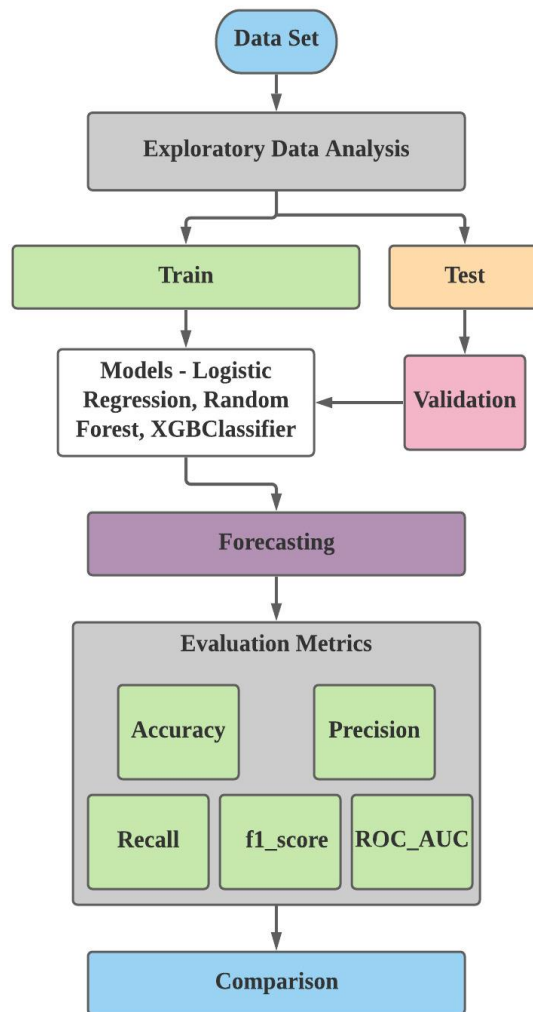 Data Set
Exploratory Data Analysis
Train
Test
Models - Logistic
Regression, Random
Forest, XGBClassifier
Validation
Forecasting
Evaluation Metrics
Accuracy
Precision
Recall
f1_score
ROC_AUC
Comparison